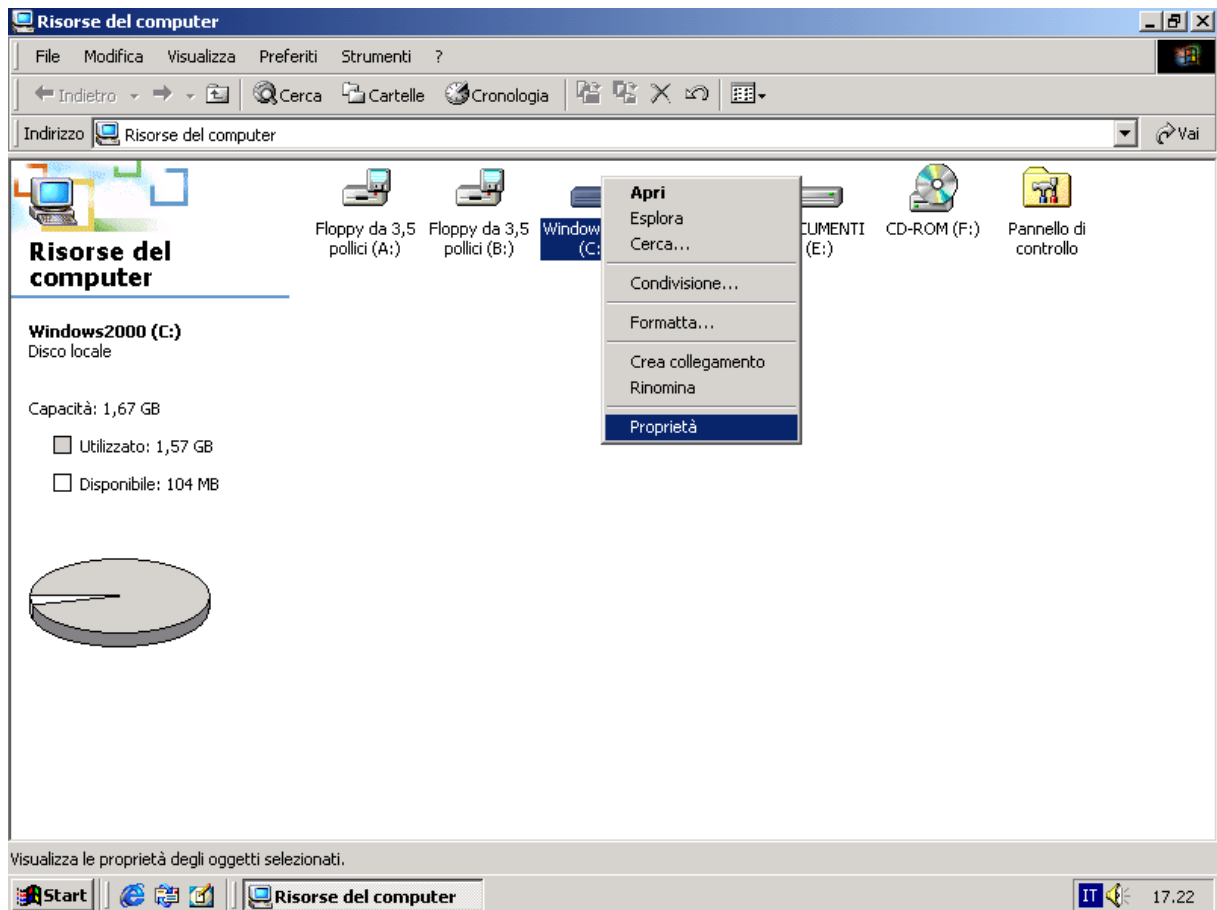 Risorse del computer
File Modifica Visualizza Preferiti Strumenti ?
Indietro Cerca Cartelle Cronologia
Indirizzo Risorse del computer Vai
Risorse del
computer
Windows2000 (C:)
Disco locale
Capacità: 1,67 GB
Utilizzato: 1,57 GB
Disponibile: 104 MB
Floppy da 3,5
pollici (A:)
Floppy da 3,5
pollici (B:)
Window
(C:
Apri
Esplora
Cerca...
Condivisione...
Formatta...
Crea collegamento
Rinomina
Proprietà
CUMENTI
(E:)
CD-ROM (F:)
Pannello di
controllo
Visualizza le proprietà degli oggetti selezionati.
Start Risorse del computer IT 17.22